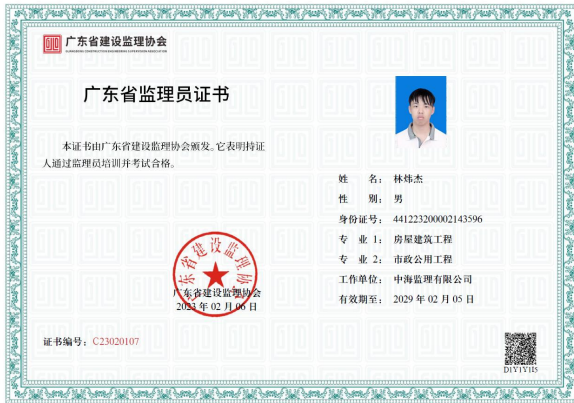 广东省建设监理协会
GUANGDONG CONSTRUCTION ENGINEERING SUPERVISION ASSOCIATION
广东省监理员证书
本证书由广东省建设监理协会颁发。它表明持证
人通过监理员培训并考试合格。
姓 名： 林炜杰
性 别： 男
身份证号： 441223200002143596
专 业 1： 房屋建筑工程
专 业 2： 市政公用工程
工作单位： 中海监理有限公司
有效期至： 2029 年 02 月 05 日
广东省建设监理协会
广东省建设监理协会
2023 年 02 月 06 日
证书编号：C23020107